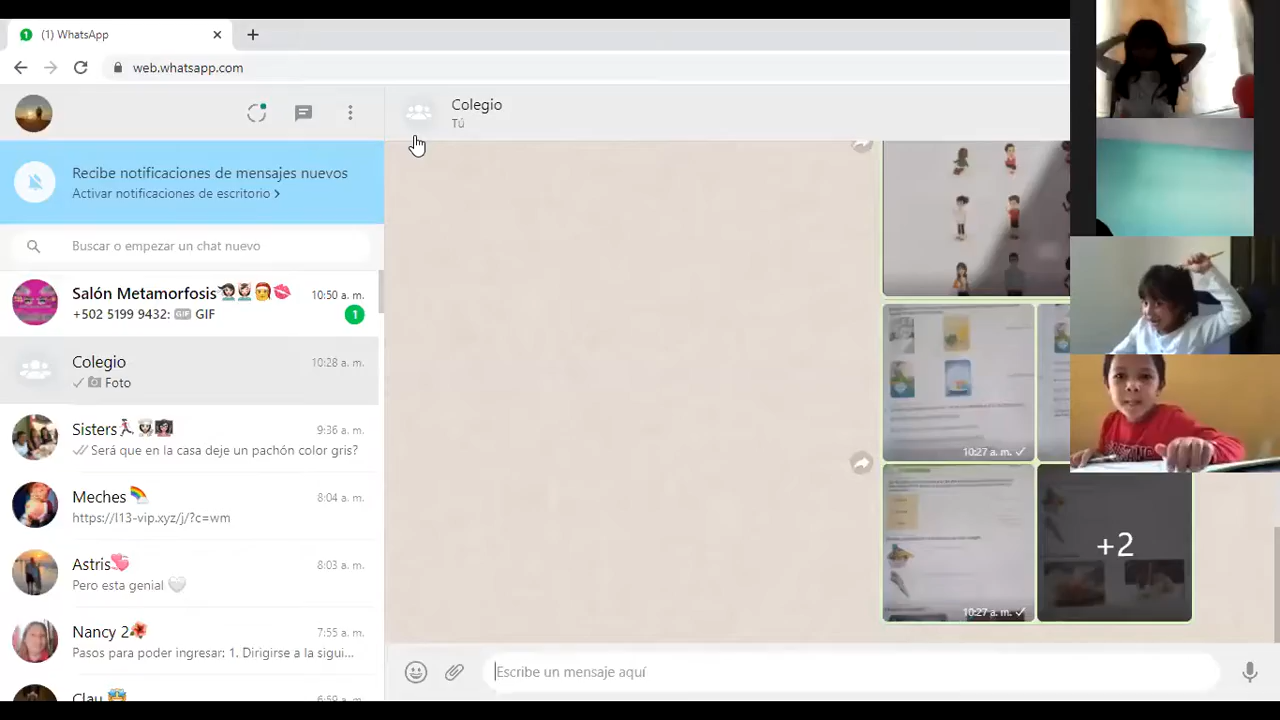 (1) WhatsApp
web.whatsapp.com
Colegio
Tú
Recibe notificaciones de mensajes nuevos
Activar notificaciones de escritorio >
Buscar o empezar un chat nuevo
Salón Metamorfosis 10:50 a. m.
+502 5199 9432: GIF GIF 1
Colegio 10:28 a. m.
Foto
Sisters 9:36 a. m.
Será que en la casa deje un pachón color gris?
Meches 8:04 a. m.
https://l13-vip.xyz/j/?c=wm
Astris 8:03 a. m.
Pero esta genial
Nancy 2 7:55 a. m.
Pasos para poder ingresar: 1. Dirigirse a la sigui...
Clau 6:59 a. m.
10:27 a. m.
10:27 a. m.
+2
Escribe un mensaje aquí